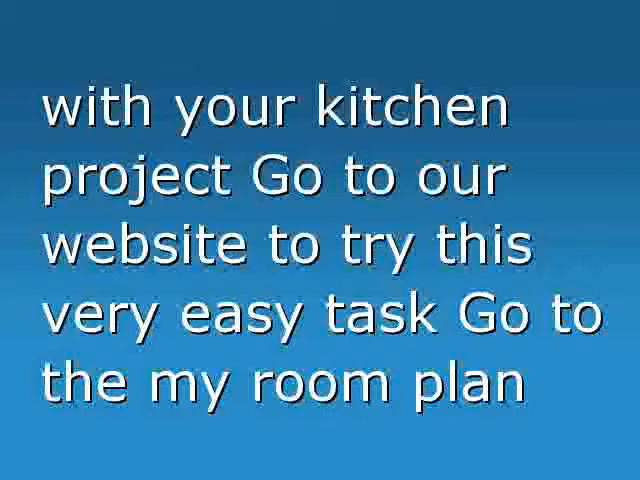 with your kitchen
project Go to our
website to try this
very easy task Go to
the my room plan